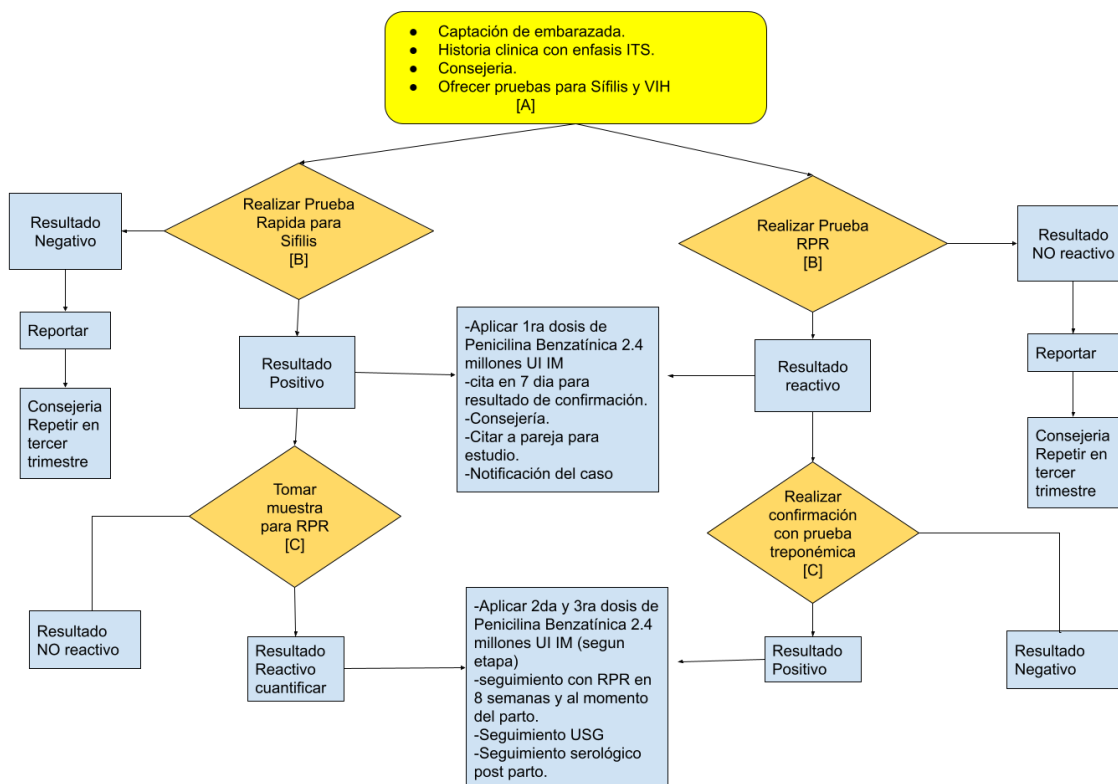 ● Captación de embarazada.
● Historia clinica con enfasis ITS.
● Consejeria.
● Ofrecer pruebas para Sífilis y VIH
[A]
Realizar Prueba
Rapida para
Sifilis
[B]
Resultado
Negativo
Realizar Prueba
RPR
[B]
Resultado
NO reactivo
Reportar
Resultado
Positivo
-Aplicar 1ra dosis de
Penicilina Benzatínica 2.4
millones UI IM
-cita en 7 dia para
resultado de confirmación.
-Consejería.
-Citar a pareja para
estudio.
-Notificación del caso
Resultado
reactivo
Reportar
Consejeria
Repetir en
tercer
trimestre
Consejeria
Repetir en
tercer
trimestre
Tomar
muestra
para RPR
[C]
Realizar
confirmación
con prueba
treponémica
[C]
Resultado
NO reactivo
Resultado
Reactivo
cuantificar
-Aplicar 2da y 3ra dosis de
Penicilina Benzatínica 2.4
millones UI IM (segun
etapa)
-seguimiento con RPR en
8 semanas y al momento
del parto.
-Seguimiento USG
-Seguimiento serológico
post parto.
Resultado
Positivo
Resultado
Negativo